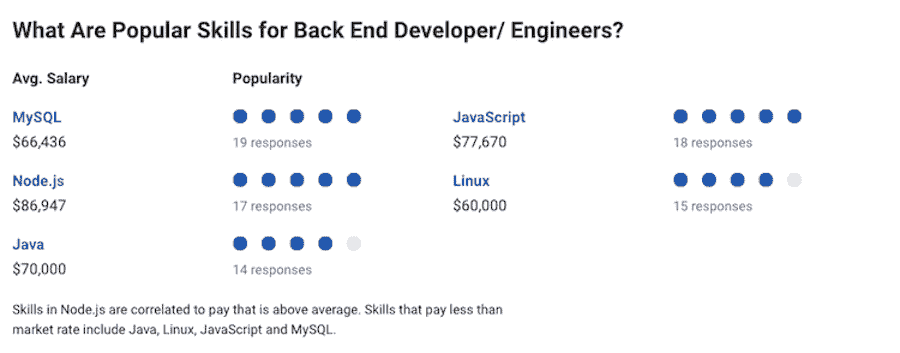 What Are Popular Skills for Back End Developer/ Engineers?
Avg. Salary
Popularity
MySQL
$66,436
19 responses
JavaScript
$77,670
18 responses
Node.js
$86,947
17 responses
Linux
$60,000
15 responses
Java
$70,000
14 responses
Skills in Node.js are correlated to pay that is above average. Skills that pay less than
market rate include Java, Linux, JavaScript and MySQL.